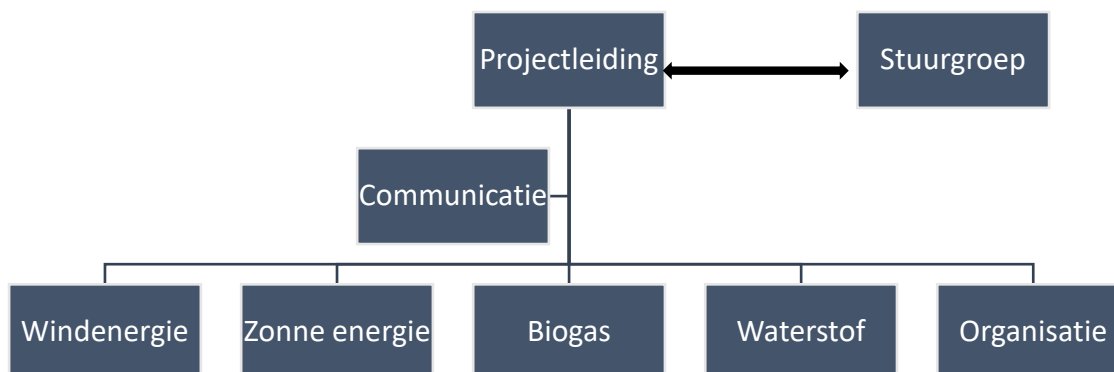 Projectleiding
Stuurgroep
Communicatie
Windenergie
Zonne energie
Biogas
Waterstof
Organisatie